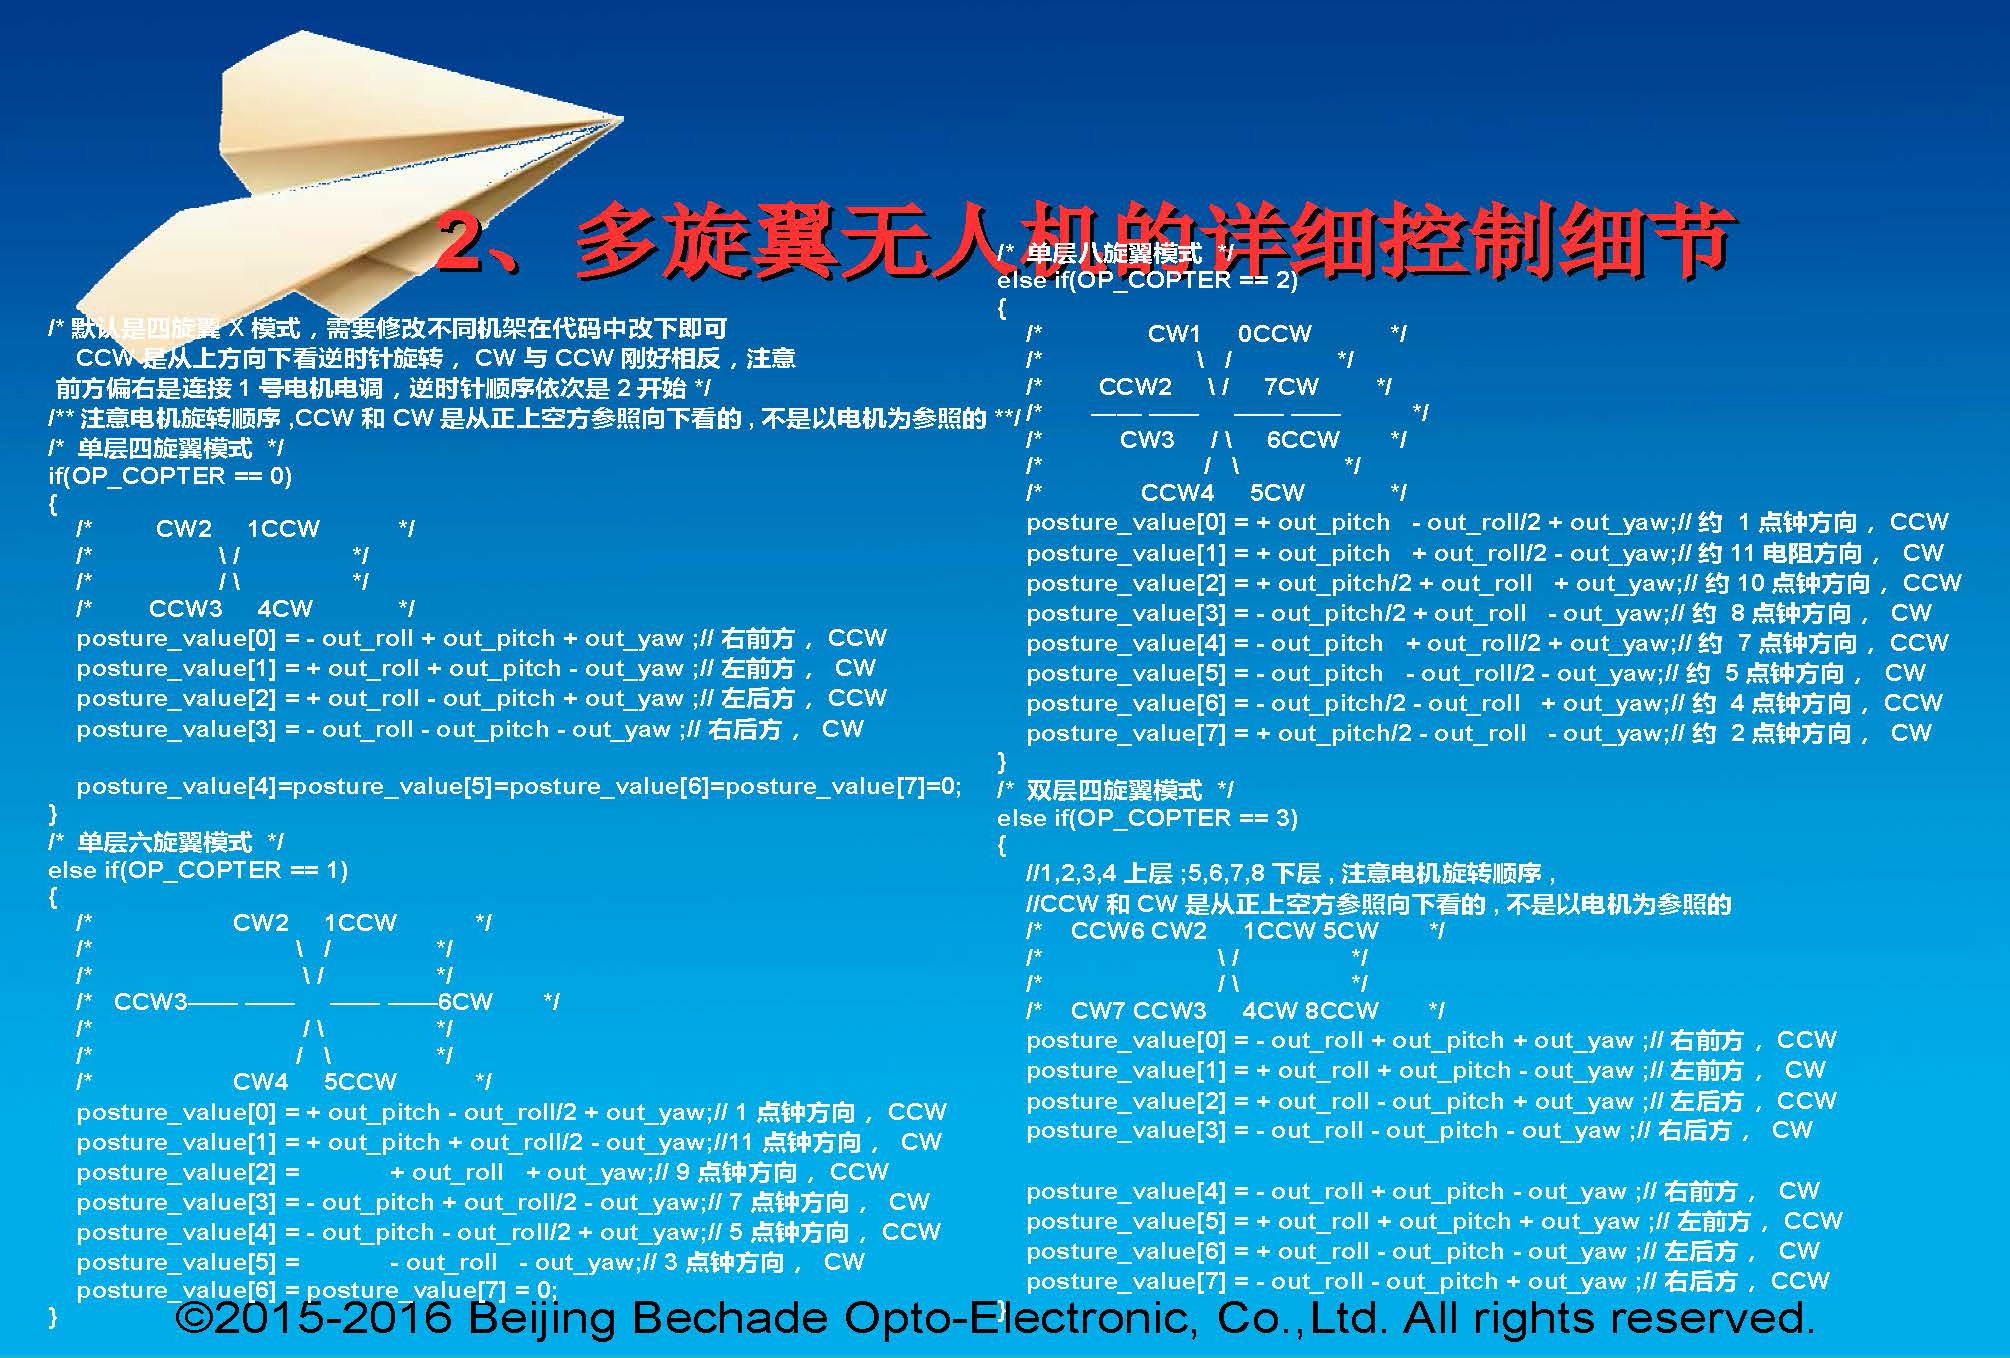 2、多旋翼无人机的详细控制细节
/* 默认是四旋翼 X 模式，需要修改不同机架在代码中改下即可
CCW 是从上方向下看逆时针旋转， CW 与 CCW 刚好相反，注意
前方偏右是连接 1 号电机电调，逆时针顺序依次是 2 开始 */
/** 注意电机旋转顺序 ,CCW 和 CW 是从正上空方参照向下看的 , 不是以电机为参照的 **/
/* 单层四旋翼模式 */
if(OP_COPTER == 0)
{
/* CW2 1CCW */
/* \ / */
/* / \ */
/* CCW3 4CW */
posture_value[0] = - out_roll + out_pitch + out_yaw ;// 右前方， CCW
posture_value[1] = + out_roll + out_pitch - out_yaw ;// 左前方， CW
posture_value[2] = + out_roll - out_pitch + out_yaw ;// 左后方， CCW
posture_value[3] = - out_roll - out_pitch - out_yaw ;// 右后方， CW
posture_value[4]=posture_value[5]=posture_value[6]=posture_value[7]=0;
}
/* 单层六旋翼模式 */
else if(OP_COPTER == 1)
{
/* CW2 1CCW */
/* \ / */
/* \ / */
/* CCW3—— —— —— ——6CW */
/* / \ */
/* / \ */
/* CW4 5CCW */
posture_value[0] = + out_pitch - out_roll/2 + out_yaw;// 1 点钟方向， CCW
posture_value[1] = + out_pitch + out_roll/2 - out_yaw;//11 点钟方向， CW
posture_value[2] = + out_roll + out_yaw;// 9 点钟方向， CCW
posture_value[3] = - out_pitch + out_roll/2 - out_yaw;// 7 点钟方向， CW
posture_value[4] = - out_pitch - out_roll/2 + out_yaw;// 5 点钟方向， CCW
posture_value[5] = - out_roll - out_yaw;// 3 点钟方向， CW
posture_value[6] = posture_value[7] = 0;
}
/* 单层八旋翼模式 */
else if(OP_COPTER == 2)
{
/* CW1 0CCW */
/* \ / */
/* CCW2 \ / 7CW */
/* —— —— —— —— */
/* CW3 / \ 6CCW */
/* / \ */
/* CCW4 5CW */
posture_value[0] = + out_pitch - out_roll/2 + out_yaw;// 约 1 点钟方向， CCW
posture_value[1] = + out_pitch + out_roll/2 - out_yaw;// 约 11 电阻方向， CW
posture_value[2] = + out_pitch/2 + out_roll + out_yaw;// 约 10 点钟方向， CCW
posture_value[3] = - out_pitch/2 + out_roll - out_yaw;// 约 8 点钟方向， CW
posture_value[4] = - out_pitch + out_roll/2 + out_yaw;// 约 7 点钟方向， CCW
posture_value[5] = - out_pitch - out_roll/2 - out_yaw;// 约 5 点钟方向， CW
posture_value[6] = - out_pitch/2 - out_roll + out_yaw;// 约 4 点钟方向， CCW
posture_value[7] = + out_pitch/2 - out_roll - out_yaw;// 约 2 点钟方向， CW
}
/* 双层四旋翼模式 */
else if(OP_COPTER == 3)
{
//1,2,3,4 上层 ;5,6,7,8 下层 , 注意电机旋转顺序 ,
//CCW 和 CW 是从正上空方参照向下看的 , 不是以电机为参照的
/* CCW6 CW2 1CCW 5CW */
/* \ / */
/* / \ */
/* CW7 CCW3 4CW 8CCW */
posture_value[0] = - out_roll + out_pitch + out_yaw ;// 右前方， CCW
posture_value[1] = + out_roll + out_pitch - out_yaw ;// 左前方， CW
posture_value[2] = + out_roll - out_pitch + out_yaw ;// 左后方， CCW
posture_value[3] = - out_roll - out_pitch - out_yaw ;// 右后方， CW
posture_value[4] = - out_roll + out_pitch - out_yaw ;// 右前方， CW
posture_value[5] = + out_roll + out_pitch + out_yaw ;// 左前方， CCW
posture_value[6] = + out_roll - out_pitch - out_yaw ;// 左后方， CW
posture_value[7] = - out_roll - out_pitch + out_yaw ;// 右后方， CCW
}
©2015-2016 Beijing Bechade Opto-Electronic, Co.,Ltd. All rights reserved.